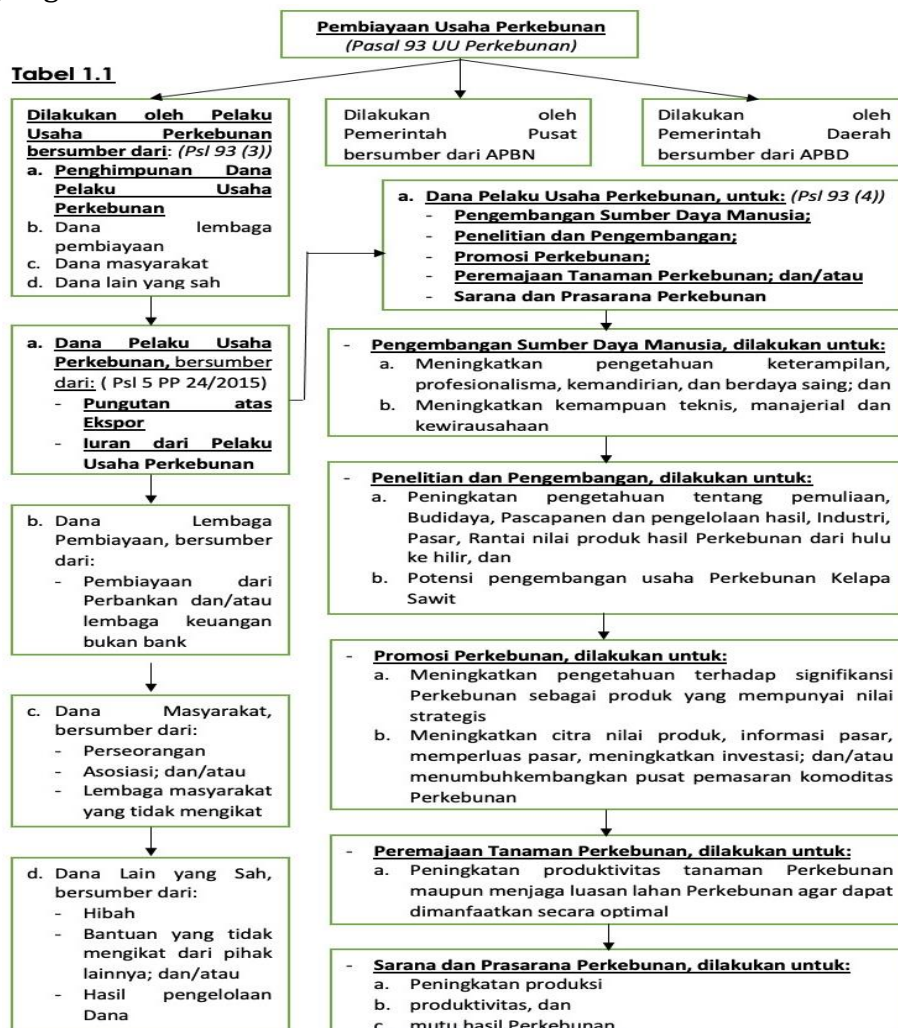 Pembiayaan Usaha Perkebunan
(Pasal 93 UU Perkebunan)
Tabel 1.1
Dilakukan oleh Pelaku
Usaha Perkebunan
bersumber dari: (Psl 93 (3))
a. Penghimpunan Dana
Pelaku Usaha
Perkebunan
b. Dana lembaga
pembiayaan
c. Dana masyarakat
d. Dana lain yang sah
Dilakukan oleh
Pemerintah Pusat
bersumber dari APBN
Dilakukan oleh
Pemerintah Daerah
bersumber dari APBD
a. Dana Pelaku Usaha
Perkebunan, bersumber
dari: ( Psl 5 PP 24/2015)
- Pungutan atas
Ekspor
- Iuran dari Pelaku
Usaha Perkebunan
b. Dana Lembaga
Pembiayaan, bersumber
dari:
- Pembiayaan dari
Perbankan dan/atau
lembaga keuangan
bukan bank
c. Dana Masyarakat,
bersumber dari:
- Perseorangan
- Asosiasi; dan/atau
- Lembaga masyarakat
yang tidak mengikat
d. Dana Lain yang Sah,
bersumber dari:
- Hibah
- Bantuan yang tidak
mengikat dari pihak
lainnya; dan/atau
- Hasil pengelolaan
Dana
a. Dana Pelaku Usaha Perkebunan, untuk: (Psl 93 (4))
- Pengembangan Sumber Daya Manusia;
- Penelitian dan Pengembangan;
- Promosi Perkebunan;
- Peremajaan Tanaman Perkebunan; dan/atau
- Sarana dan Prasarana Perkebunan
- Pengembangan Sumber Daya Manusia, dilakukan untuk:
a. Meningkatkan pengetahuan keterampilan,
profesionalisme, kemandirian, dan berdaya saing; dan
b. Meningkatkan kemampuan teknis, manajerial dan
kewirausahaan
- Penelitian dan Pengembangan, dilakukan untuk:
a. Peningkatan pengetahuan tentang pemuliaan,
Budidaya, Pascapanen dan pengelolaan hasil, Industri,
Pasar, Rantai nilai produk hasil Perkebunan dari hulu
ke hilir, dan
b. Potensi pengembangan usaha Perkebunan Kelapa
Sawit
- Promosi Perkebunan, dilakukan untuk:
a. Meningkatkan pengetahuan terhadap signifikansi
Perkebunan sebagai produk yang mempunyai nilai
strategis
b. Meningkatkan citra nilai produk, informasi pasar,
memperluas pasar, meningkatkan investasi; dan/atau
menumbuhkembangkan pusat pemasaran komoditas
Perkebunan
- Peremajaan Tanaman Perkebunan, dilakukan untuk:
a. Peningkatan produktivitas tanaman Perkebunan
maupun menjaga luasan lahan Perkebunan agar dapat
dimanfaatkan secara optimal
- Sarana dan Prasarana Perkebunan, dilakukan untuk:
a. Peningkatan produksi
b. produktivitas, dan
c. mutu hasil Perkebunan